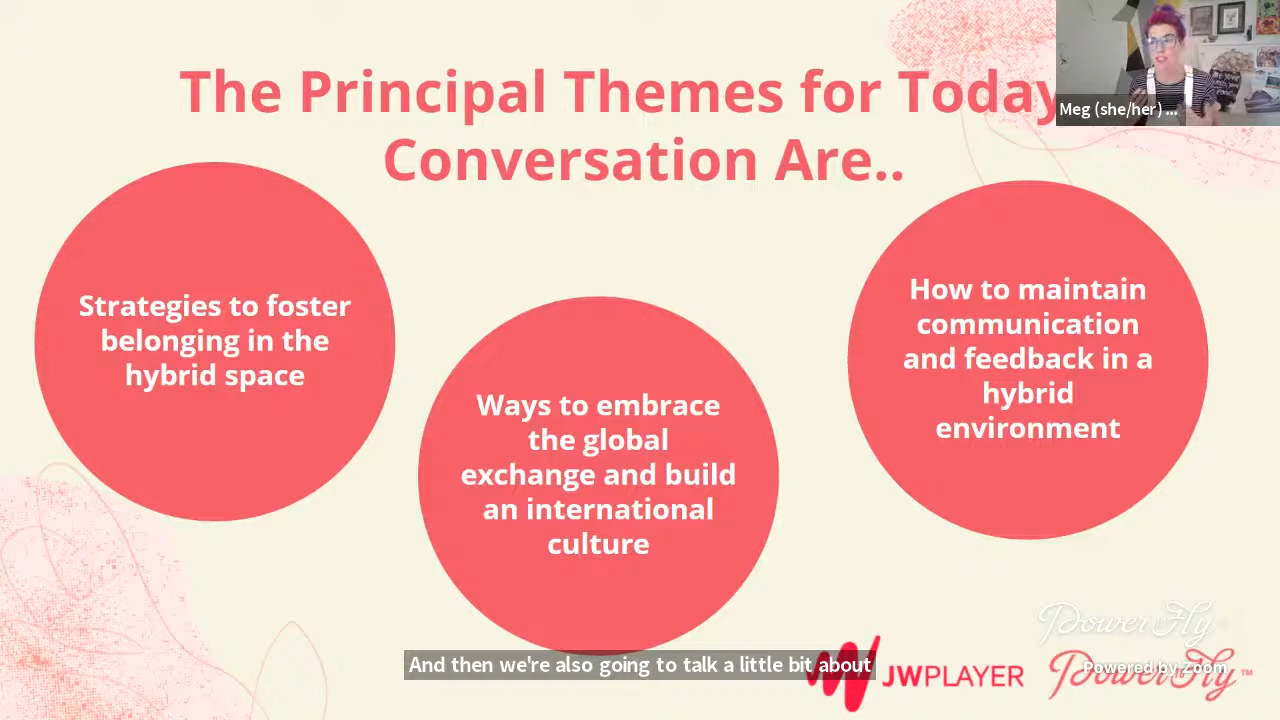 The Principal Themes for Today
Conversation Are..
Meg (she/her) ...
Strategies to foster
belonging in the
hybrid space
Ways to embrace
the global
exchange and build
an international
culture
How to maintain
communication
and feedback in a
hybrid
environment
And then we're also going to talk a little bit about
JWPLAYER
PowerToFly
Powered by Zoom
PowerToFly™